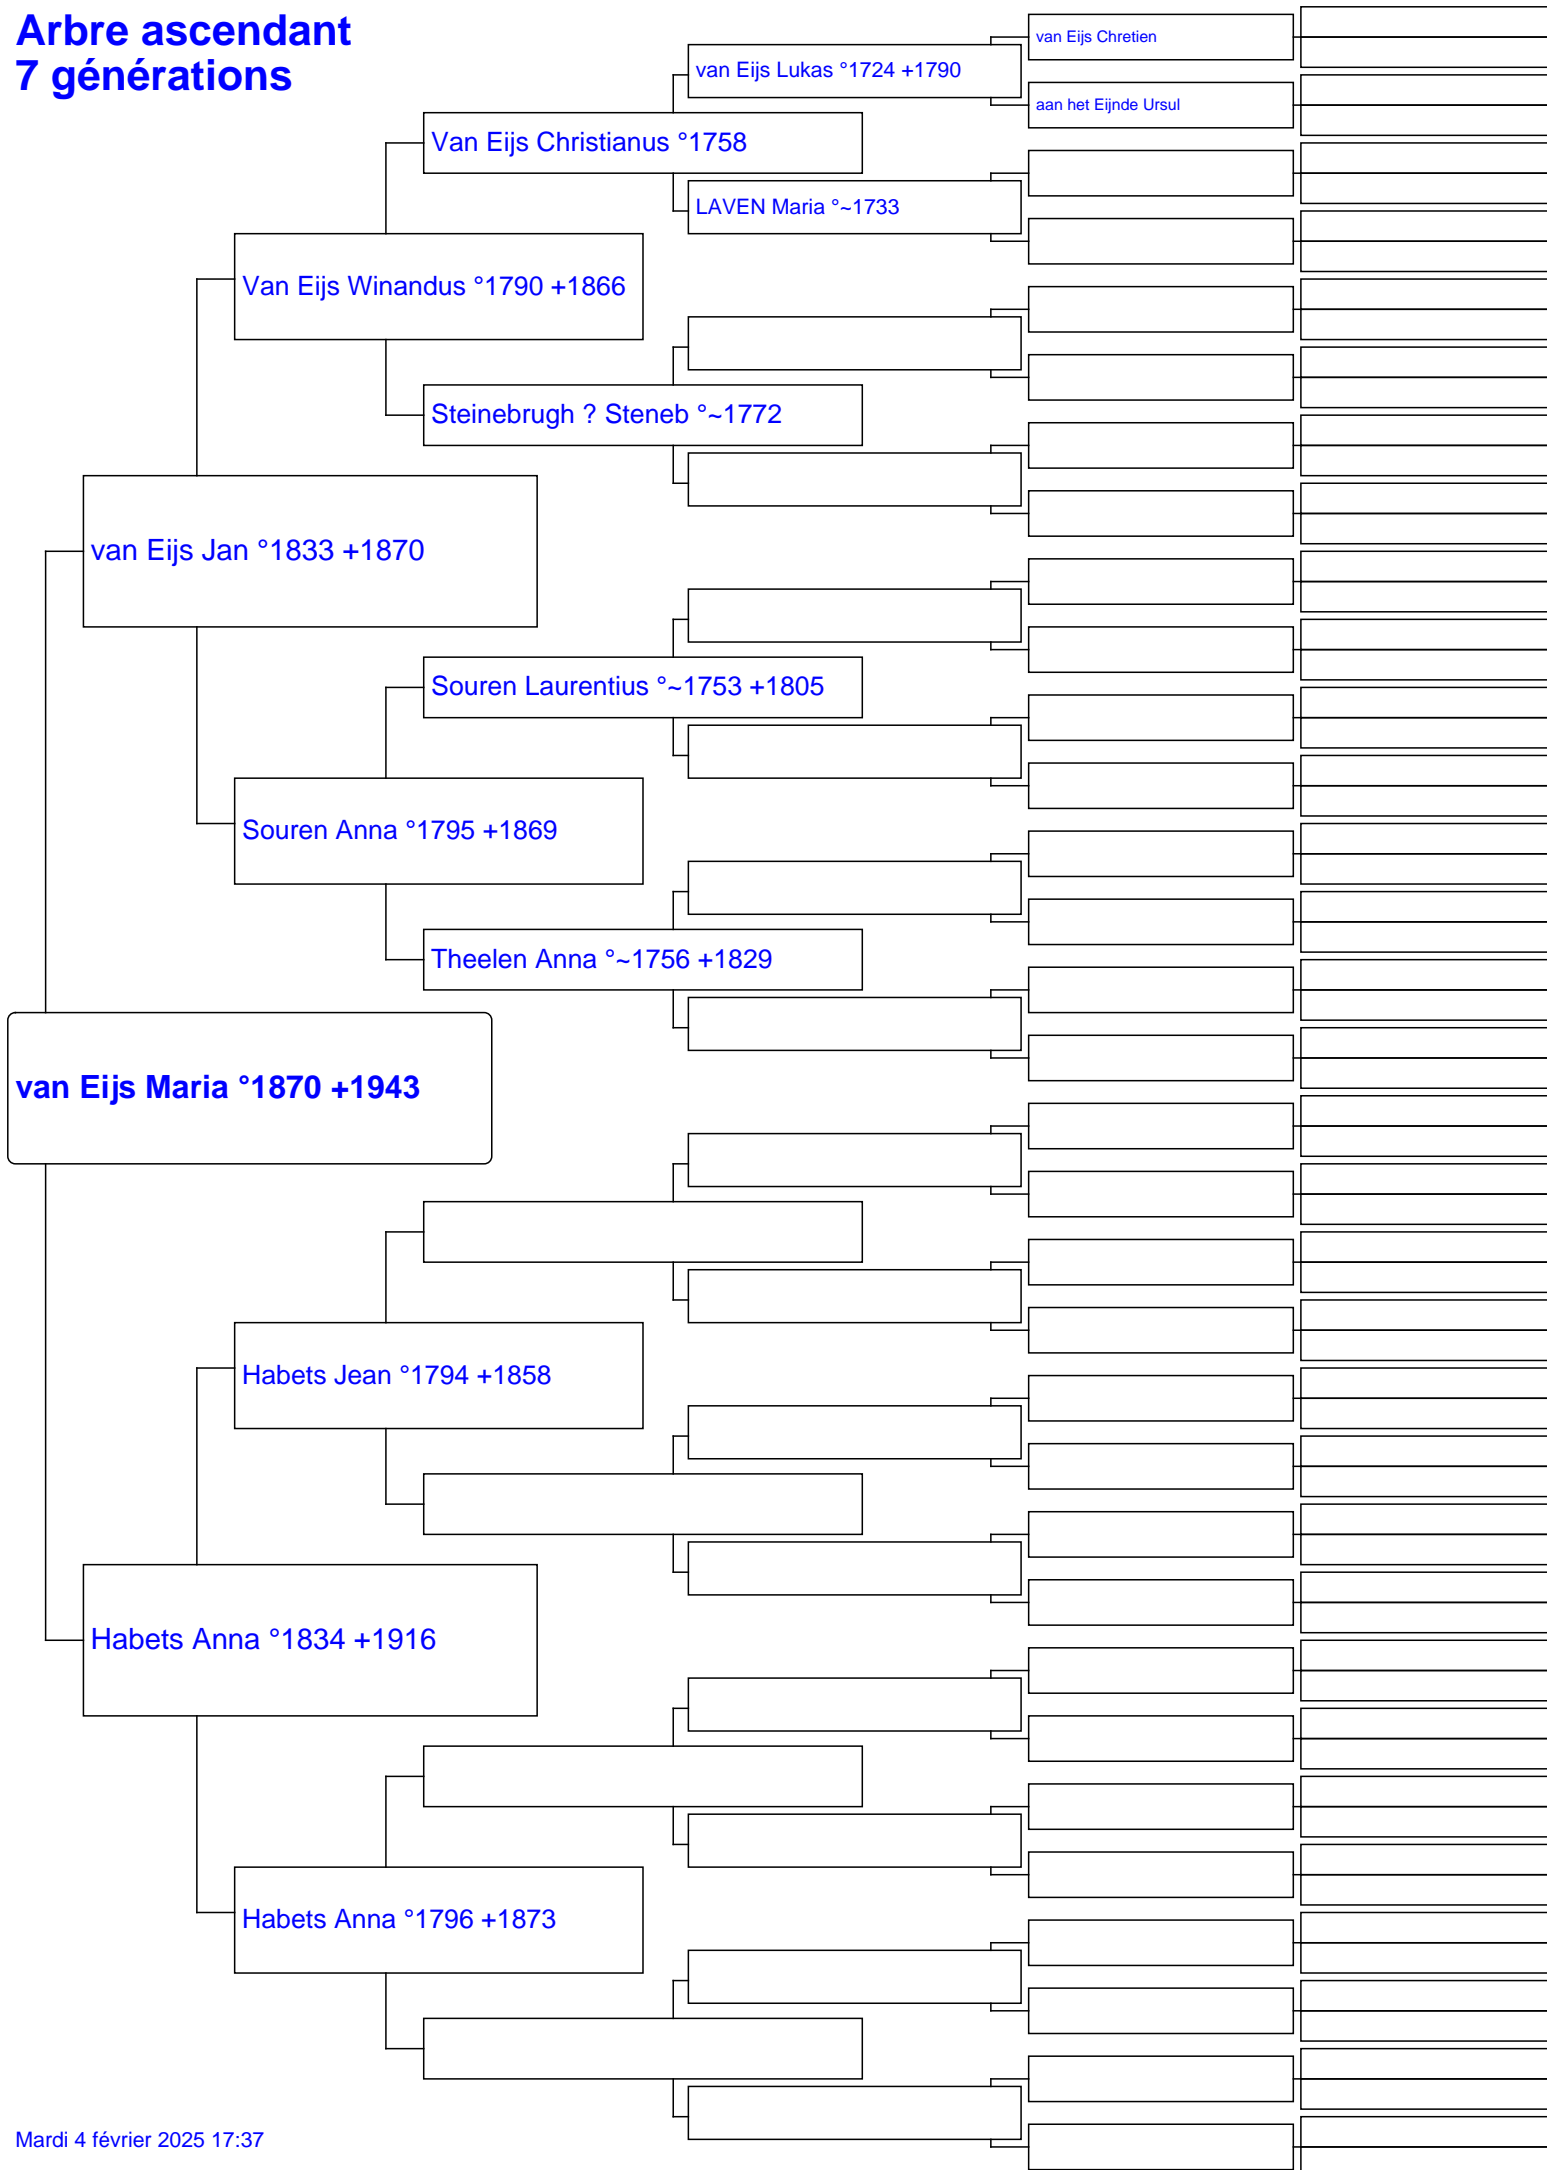 Arbre ascendant
7 générations
van Eijs Chretien
van Eijs Lukas °1724 +1790
aan het Eijnde Ursul
Van Eijs Christianus °1758
LAVEN Maria °~1733
Van Eijs Winandus °1790 +1866
Steinebrugh ? Steneb °~1772
van Eijs Jan °1833 +1870
Souren Laurentius °~1753 +1805
Souren Anna °1795 +1869
Theelen Anna °~1756 +1829
van Eijs Maria °1870 +1943
Habets Jean °1794 +1858
Habets Anna °1834 +1916
Habets Anna °1796 +1873
Mardi 4 février 2025 17:37